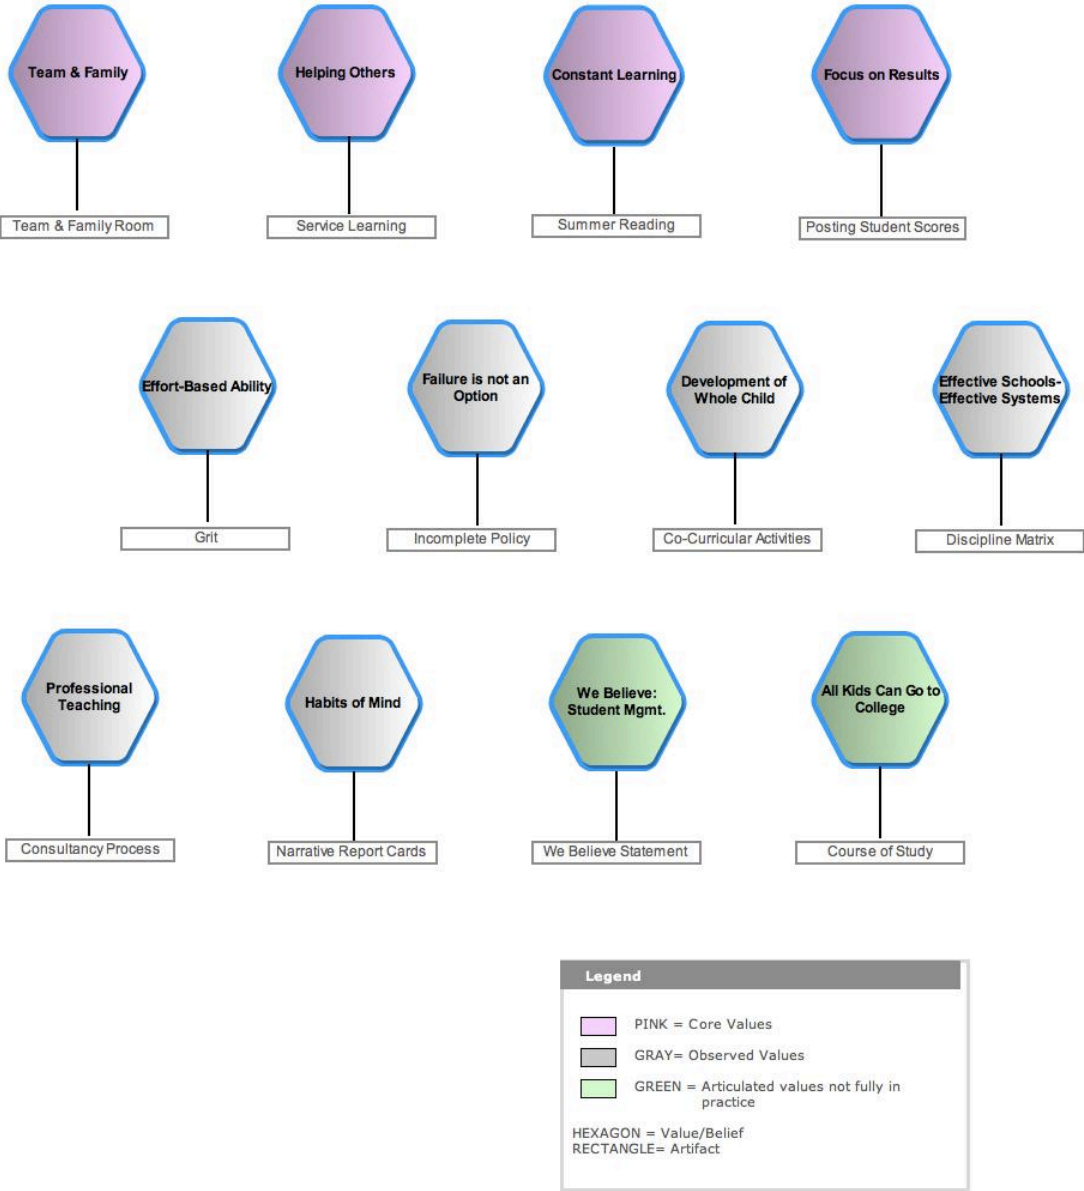 Team & Family
Helping Others
Constant Learning
Focus on Results
Team & Family Room
Service Learning
Summer Reading
Posting Student Scores
Effort-Based Ability
Failure is not an
Option
Development of
Whole Child
Effective Schools-
Effective Systems
Grit
Incomplete Policy
Co-Curricular Activities
Discipline Matrix
Professional
Teaching
Habits of Mind
We Believe:
Student Mgmt.
All Kids Can Go to
College
Consultancy Process
Narrative Report Cards
We Believe Statement
Course of Study
Legend
PINK = Core Values
GRAY= Observed Values
GREEN = Articulated values not fully in
practice
HEXAGON = Value/Belief
RECTANGLE= Artifact